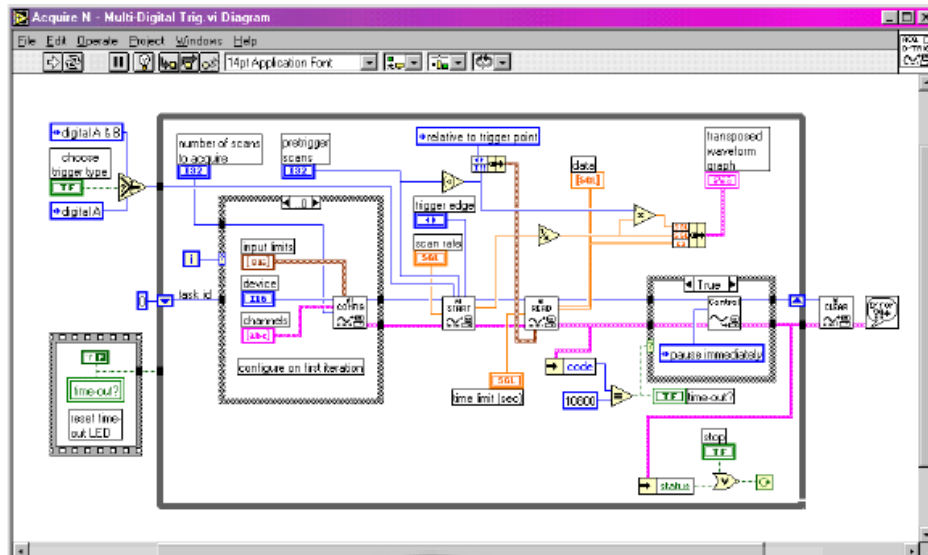 Acquire N - Multi-Digital Trig.vi Diagram
File Edit Operate Project Windows Help
14pt Application Font
digital A & B
choose
trigger type
TF
digital A
number of scans
to acquire
I32
pretrigger
scans
I32
relative to trigger point
data
[SGL]
transposed
waveform
graph
0
trigger edge
scan rate
SGL
input limits
i
device
I16
channels
[abc]
CONFIG
START
READ
configure on first iteration
0
task id
True
Control
pause immediately
CLEAR
time-out?
reset time-
out LED
SGL
time limit (sec)
code
10800
TF
time-out?
stop
TF
status